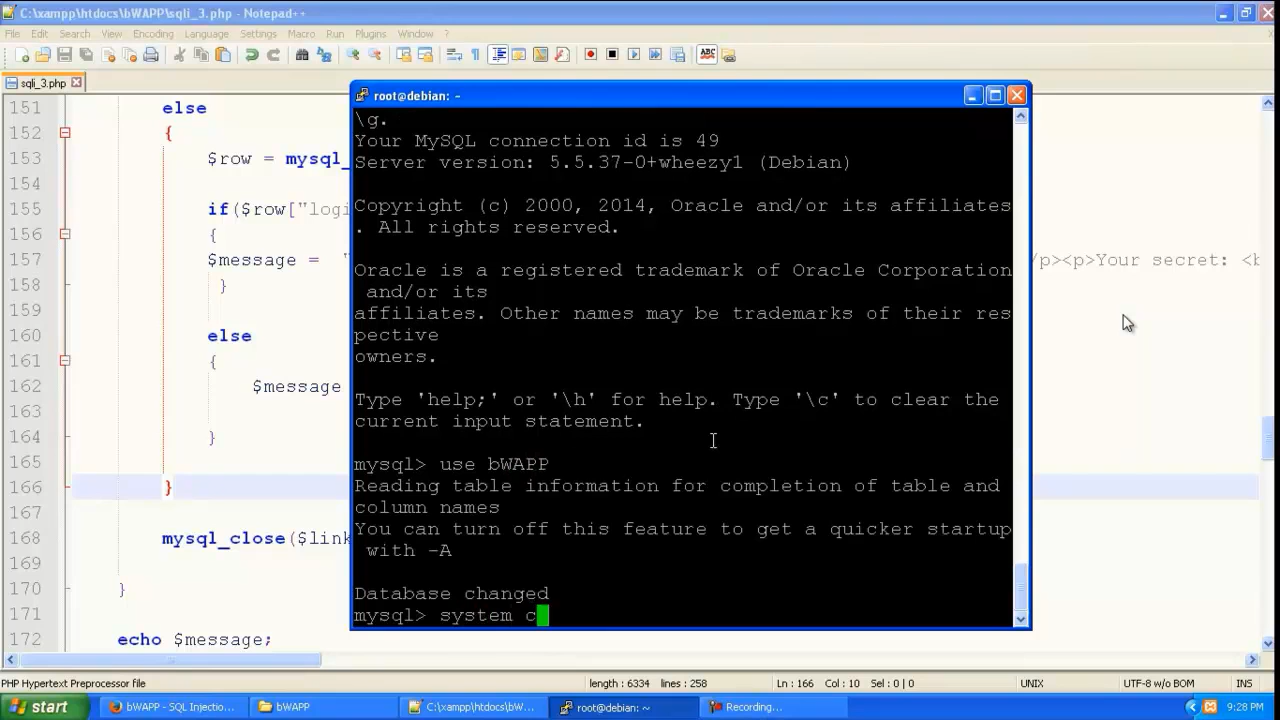 C:\xampp\htdocs\bWAPP\sqli_3.php - Notepad++
File Edit Search View Encoding Language Settings Macro Run Plugins Window ?
sqli_3.php
151 else
152 {
153 $row = mysql_
154
155 if($row["logi
156 {
157 $message = " /p><p>Your secret: <b
158 }
159
160 else
161 {
162 $message
163
164 }
165
166 }
167
168 mysql_close($link
169
170 }
171
172 echo $message;
root@debian: ~
\g.
Your MySQL connection id is 49
Server version: 5.5.37-0+wheezy1 (Debian)
Copyright (c) 2000, 2014, Oracle and/or its affiliates
. All rights reserved.
Oracle is a registered trademark of Oracle Corporation
and/or its
affiliates. Other names may be trademarks of their res
pective
owners.
Type 'help;' or '\h' for help. Type '\c' to clear the
current input statement.
mysql> use bWAPP
Reading table information for completion of table and
column names
You can turn off this feature to get a quicker startup
with -A
Database changed
mysql> system c
PHP Hypertext Preprocessor file length : 6334 lines : 258 Ln : 166 Col : 10 Sel : 0 | 0 UNIX UTF-8 w/o BOM INS
start bWAPP - SQL Injectio... bWAPP C:\xampp\htdocs\bW... root@debian: ~ Recording... 9:28 PM